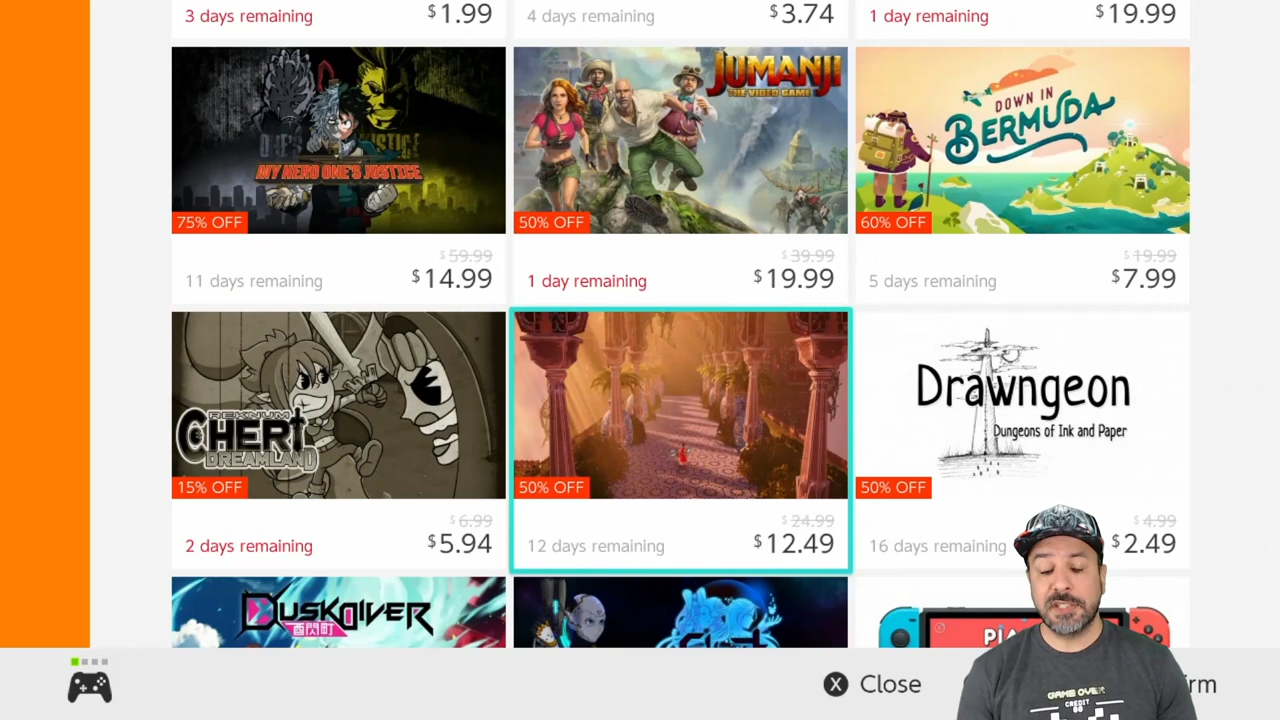 3 days remaining $1.99
4 days remaining $3.74
1 day remaining $19.99
MY HERO ONE'S JUSTICE
75% OFF
$59.99
11 days remaining $14.99
JUMANJI
THE VIDEO GAME
50% OFF
$39.99
1 day remaining $19.99
DOWN IN
BERMUDA
60% OFF
$19.99
5 days remaining $7.99
REKNUM
CHERI
DREAMLAND
15% OFF
$6.99
2 days remaining $5.94
50% OFF
$24.99
12 days remaining $12.49
Drawngeon
Dungeons of Ink and Paper
50% OFF
$4.99
16 days remaining $2.49
DUSKDIVER
酉閃町
X Close
GAME OVER
CREDIT